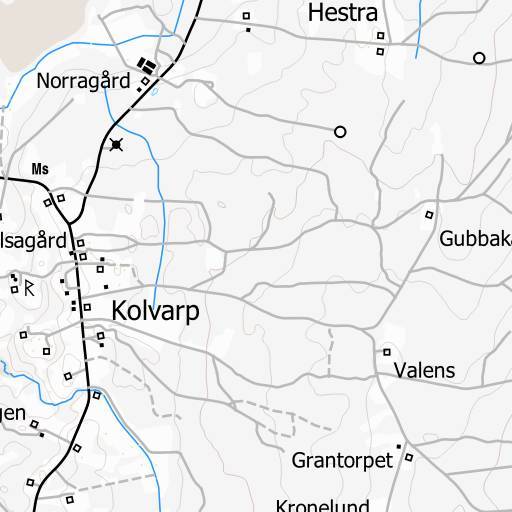 Hestra
Norragård
Ms
lsagård
Gubbaka
R
Kolvarp
Valens
gen
Grantorpet
Kronelund